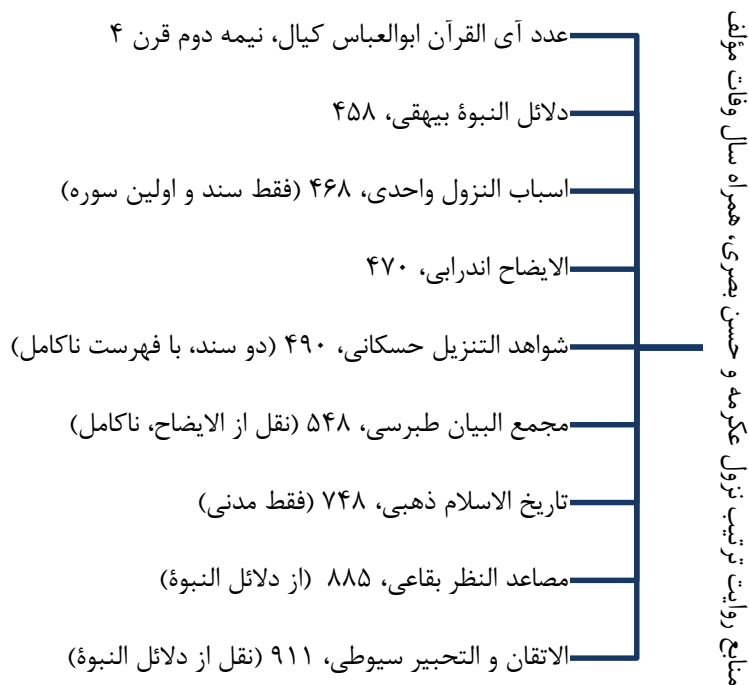 منابع روایت ترتیب نزول عکرمه و حسن بصری، همراه سال وفات مؤلف
عدد آی القرآن ابوالعباس کیال، نیمه دوم قرن ۴
دلائل النبوۀ بیهقی، ۴۵۸
اسباب النزول واحدی، ۴۶۸ (فقط سند و اولین سوره)
الایضاح اندرابی، ۴۷۰
شواهد التنزیل حسکانی، ۴۹۰ (دو سند، با فهرست ناکامل)
مجمع البیان طبرسی، ۵۴۸ (نقل از الایضاح، ناکامل)
تاریخ الاسلام ذهبی، ۷۴۸ (فقط مدنی)
مصاعد النظر بقاعی، ۸۸۵ (از دلائل النبوۀ)
الاتقان و التحبیر سیوطی، ۹۱۱ (نقل از دلائل النبوۀ)